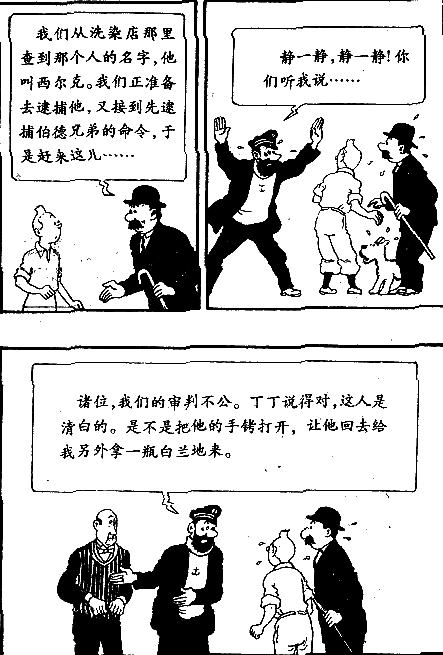 我们从洗染店那里
查到那个人的名字，他
叫西尔克。我们正准备
去逮捕他，又接到先逮
捕伯德兄弟的命令，于
是赶来这儿……
静一静，静一静！你
们听我说……
诸位，我们的审判不公。丁丁说得对，这人是
清白的。是不是把他的手铐打开，让他回去给
我另外拿一瓶白兰地来。